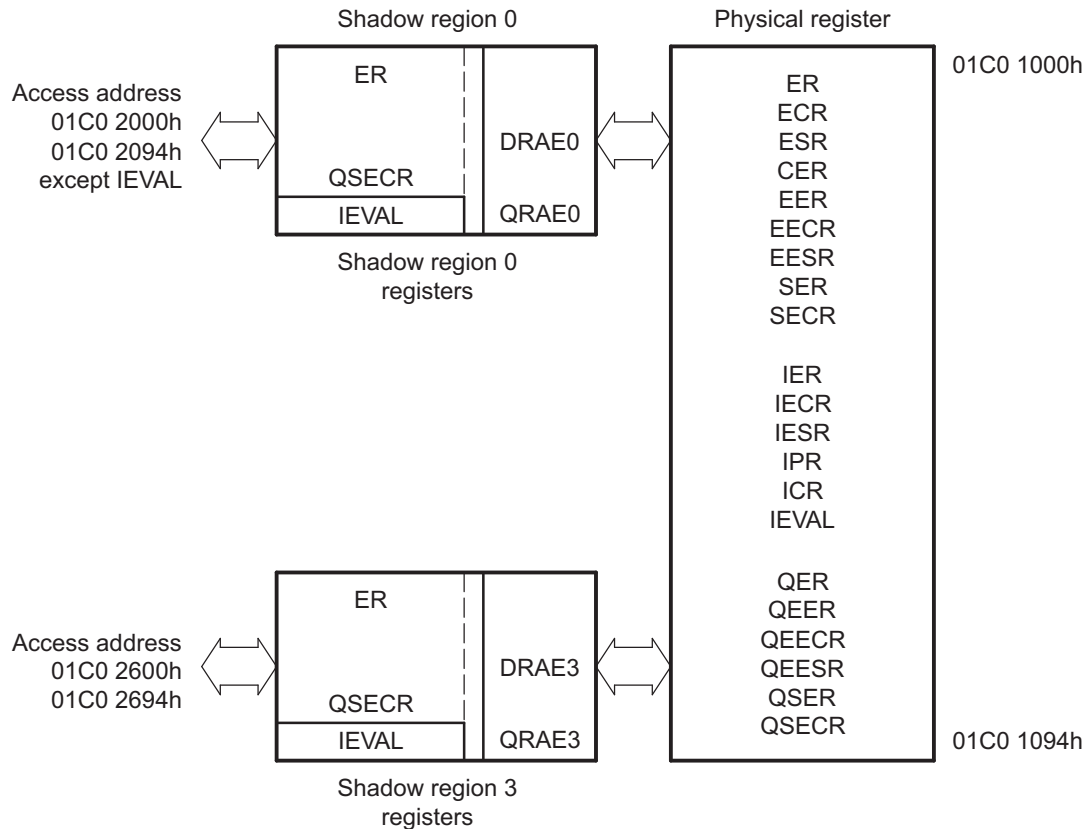 Shadow region 0
Access address
01C0 2000h
01C0 2094h
except IEVAL
ER
QSECR
IEVAL
DRAE0
QRAE0
Shadow region 0
registers
Access address
01C0 2600h
01C0 2694h
ER
QSECR
IEVAL
DRAE3
QRAE3
Shadow region 3
registers
Physical register
01C0 1000h
ER
ECR
ESR
CER
EER
EECR
EESR
SER
SECR
IER
IECR
IESR
IPR
ICR
IEVAL
QER
QEER
QEECR
QEESR
QSER
QSECR
01C0 1094h